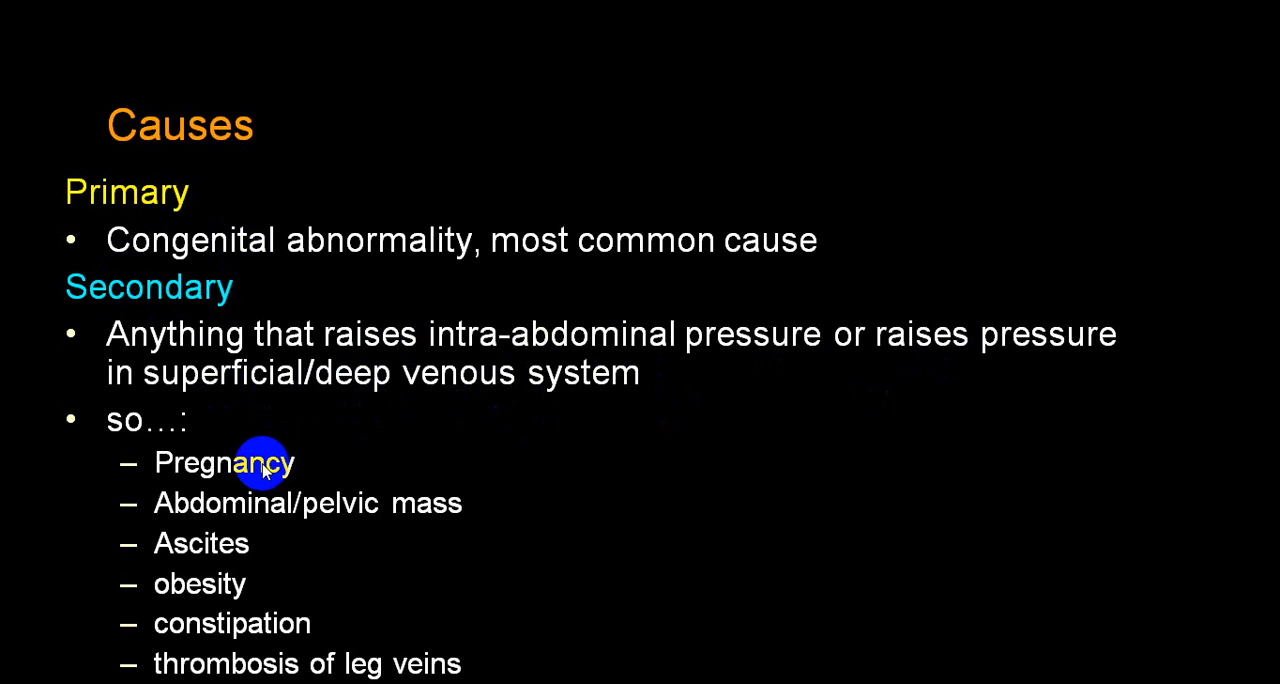 Causes
Primary
• Congenital abnormality, most common cause
Secondary
• Anything that raises intra-abdominal pressure or raises pressure
in superficial/deep venous system
• so…:
– Pregnancy
– Abdominal/pelvic mass
– Ascites
– obesity
– constipation
– thrombosis of leg veins